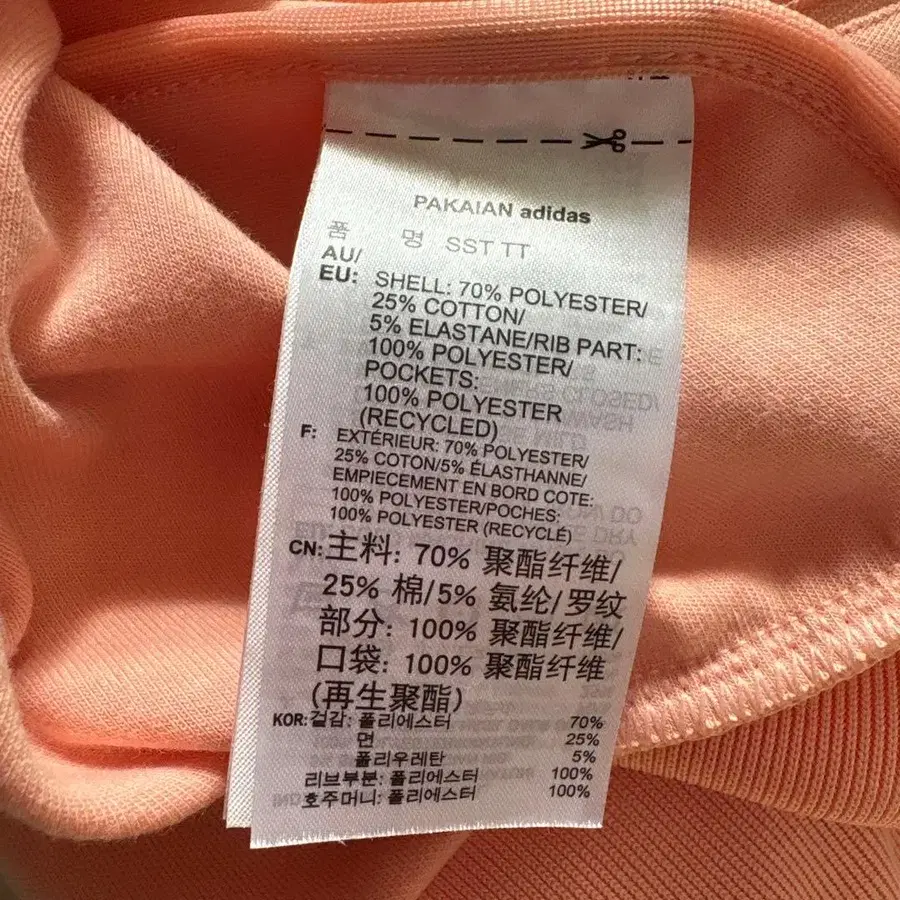 PAKAIAN adidas
품 명 SST TT
AU/
EU: SHELL: 70% POLYESTER/
25% COTTON/
5% ELASTANE/RIB PART:
100% POLYESTER/
POCKETS:
100% POLYESTER
(RECYCLED)
F: EXTÉRIEUR: 70% POLYESTER/
25% COTON/5% ÉLASTHANNE/
EMPIECEMENT EN BORD COTE:
100% POLYESTER/POCHES:
100% POLYESTER (RECYCLÉ)
CN: 主料: 70% 聚酯纤维/
25% 棉/5% 氨纶/罗纹
部分: 100% 聚酯纤维/
口袋: 100% 聚酯纤维
(再生聚酯)
KOR: 겉감: 폴리에스터 70%
면 25%
폴리우레탄 5%
리브부분: 폴리에스터 100%
호주머니: 폴리에스터 100%